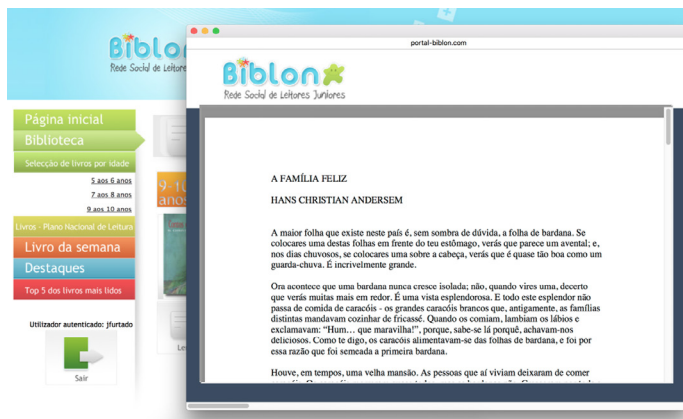 Biblon
Rede Social de Leitores
Página inicial
Biblioteca
Selecção de livros por idade
5 aos 6 anos
7 aos 8 anos
9 aos 10 anos
Livros - Plano Nacional de Leitura
Livro da semana
Destaques
Top 5 dos livros mais lidos
Utilizador autenticado: jfurtado
Sair
9-10
anos
portal-biblon.com
Biblon
Rede Social de Leitores Juniores
A FAMÍLIA FELIZ
HANS CHRISTIAN ANDERSEM
A maior folha que existe neste país é, sem sombra de dúvida, a folha de bardana. Se
colocares uma destas folhas em frente do teu estômago, verás que parece um avental; e,
nos dias chuvosos, se colocares uma sobre a cabeça, verás que é quase tão boa como um
guarda-chuva. É incrivelmente grande.
Ora acontece que uma bardana nunca cresce isolada; não, quando vires uma, decerto
que verás muitas mais em redor. É uma vista esplendorosa. E todo este esplendor não
passa de comida de caracóis - os grandes caracóis brancos que, antigamente, as famílias
distintas mandavam cozinhar de fricassé. Quando os comiam, lambiam os lábios e
exclamavam: “Hum… que maravilha!”, porque, sabe-se lá porquê, achavam-nos
deliciosos. Como te digo, os caracóis alimentavam-se das folhas de bardana, e foi por
essa razão que foi semeada a primeira bardana.
Houve, em tempos, uma velha mansão. As pessoas que aí viviam deixaram de comer